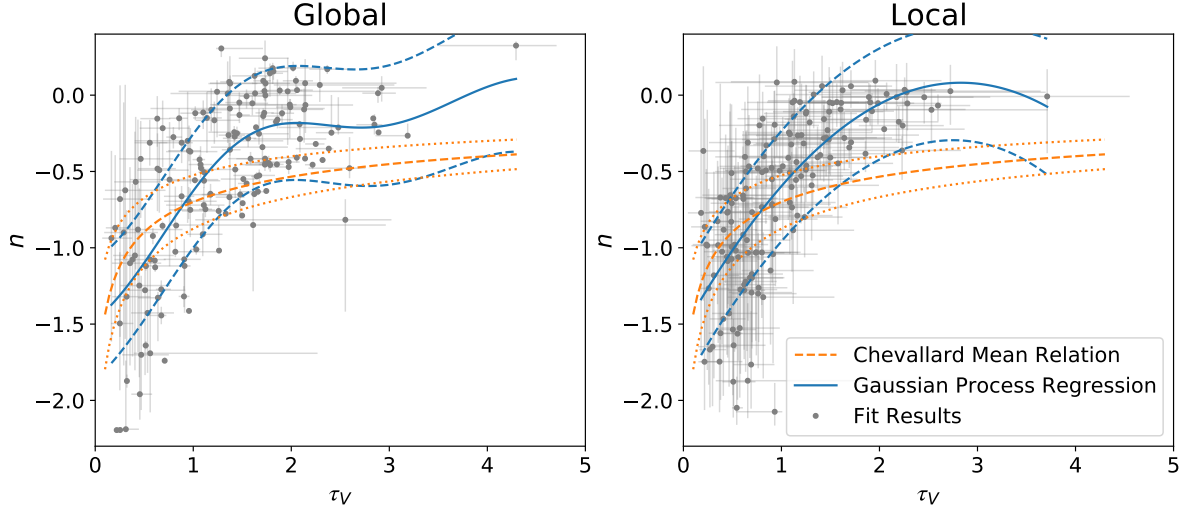 Global
Local
0.0
−0.5
−1.0
−1.5
−2.0
n
0 1 2 3 4 5
τV
0.0
−0.5
−1.0
−1.5
−2.0
n
0 1 2 3 4 5
τV
Chevallard Mean Relation
Gaussian Process Regression
Fit Results